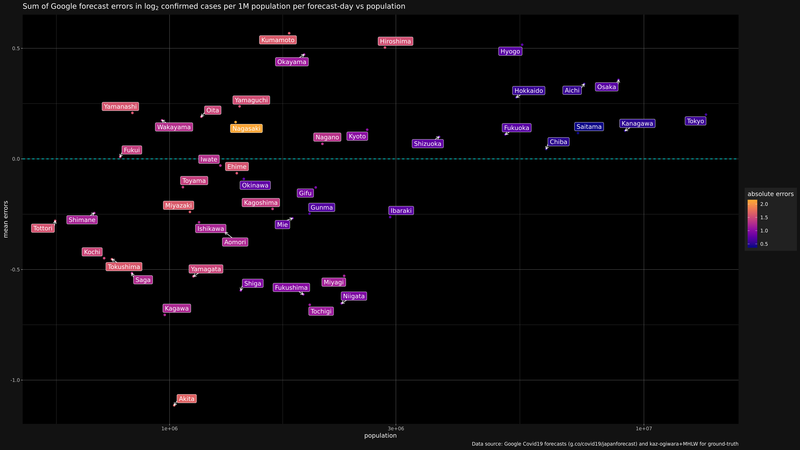 Sum of Google forecast errors in log₂ confirmed cases per 1M population per forecast-day vs population
Kumamoto
Hiroshima
0.5
Hyogo
Okayama
Hokkaido
Aichi
Osaka
Yamanashi
Oita
Yamaguchi
Wakayama
Nagasaki
Nagano
Kyoto
Fukuoka
Saitama
Kanagawa
Tokyo
Shizuoka
Chiba
Fukui
0.0
Iwate
Ehime
Toyama
Okinawa
Gifu
absolute errors
2.0
1.5
1.0
0.5
Miyazaki
Kagoshima
Gunma
Ibaraki
mean errors
Tottori
Shimane
Ishikawa
Mie
Aomori
Kochi
Tokushima
Yamagata
-0.5
Saga
Shiga
Fukushima
Miyagi
Niigata
Kagawa
Tochigi
-1.0
Akita
1e+06
3e+06
1e+07
population
Data source: Google Covid19 forecasts (g.co/covid19/japanforecast) and kaz-ogiwara+MHLW for ground-truth